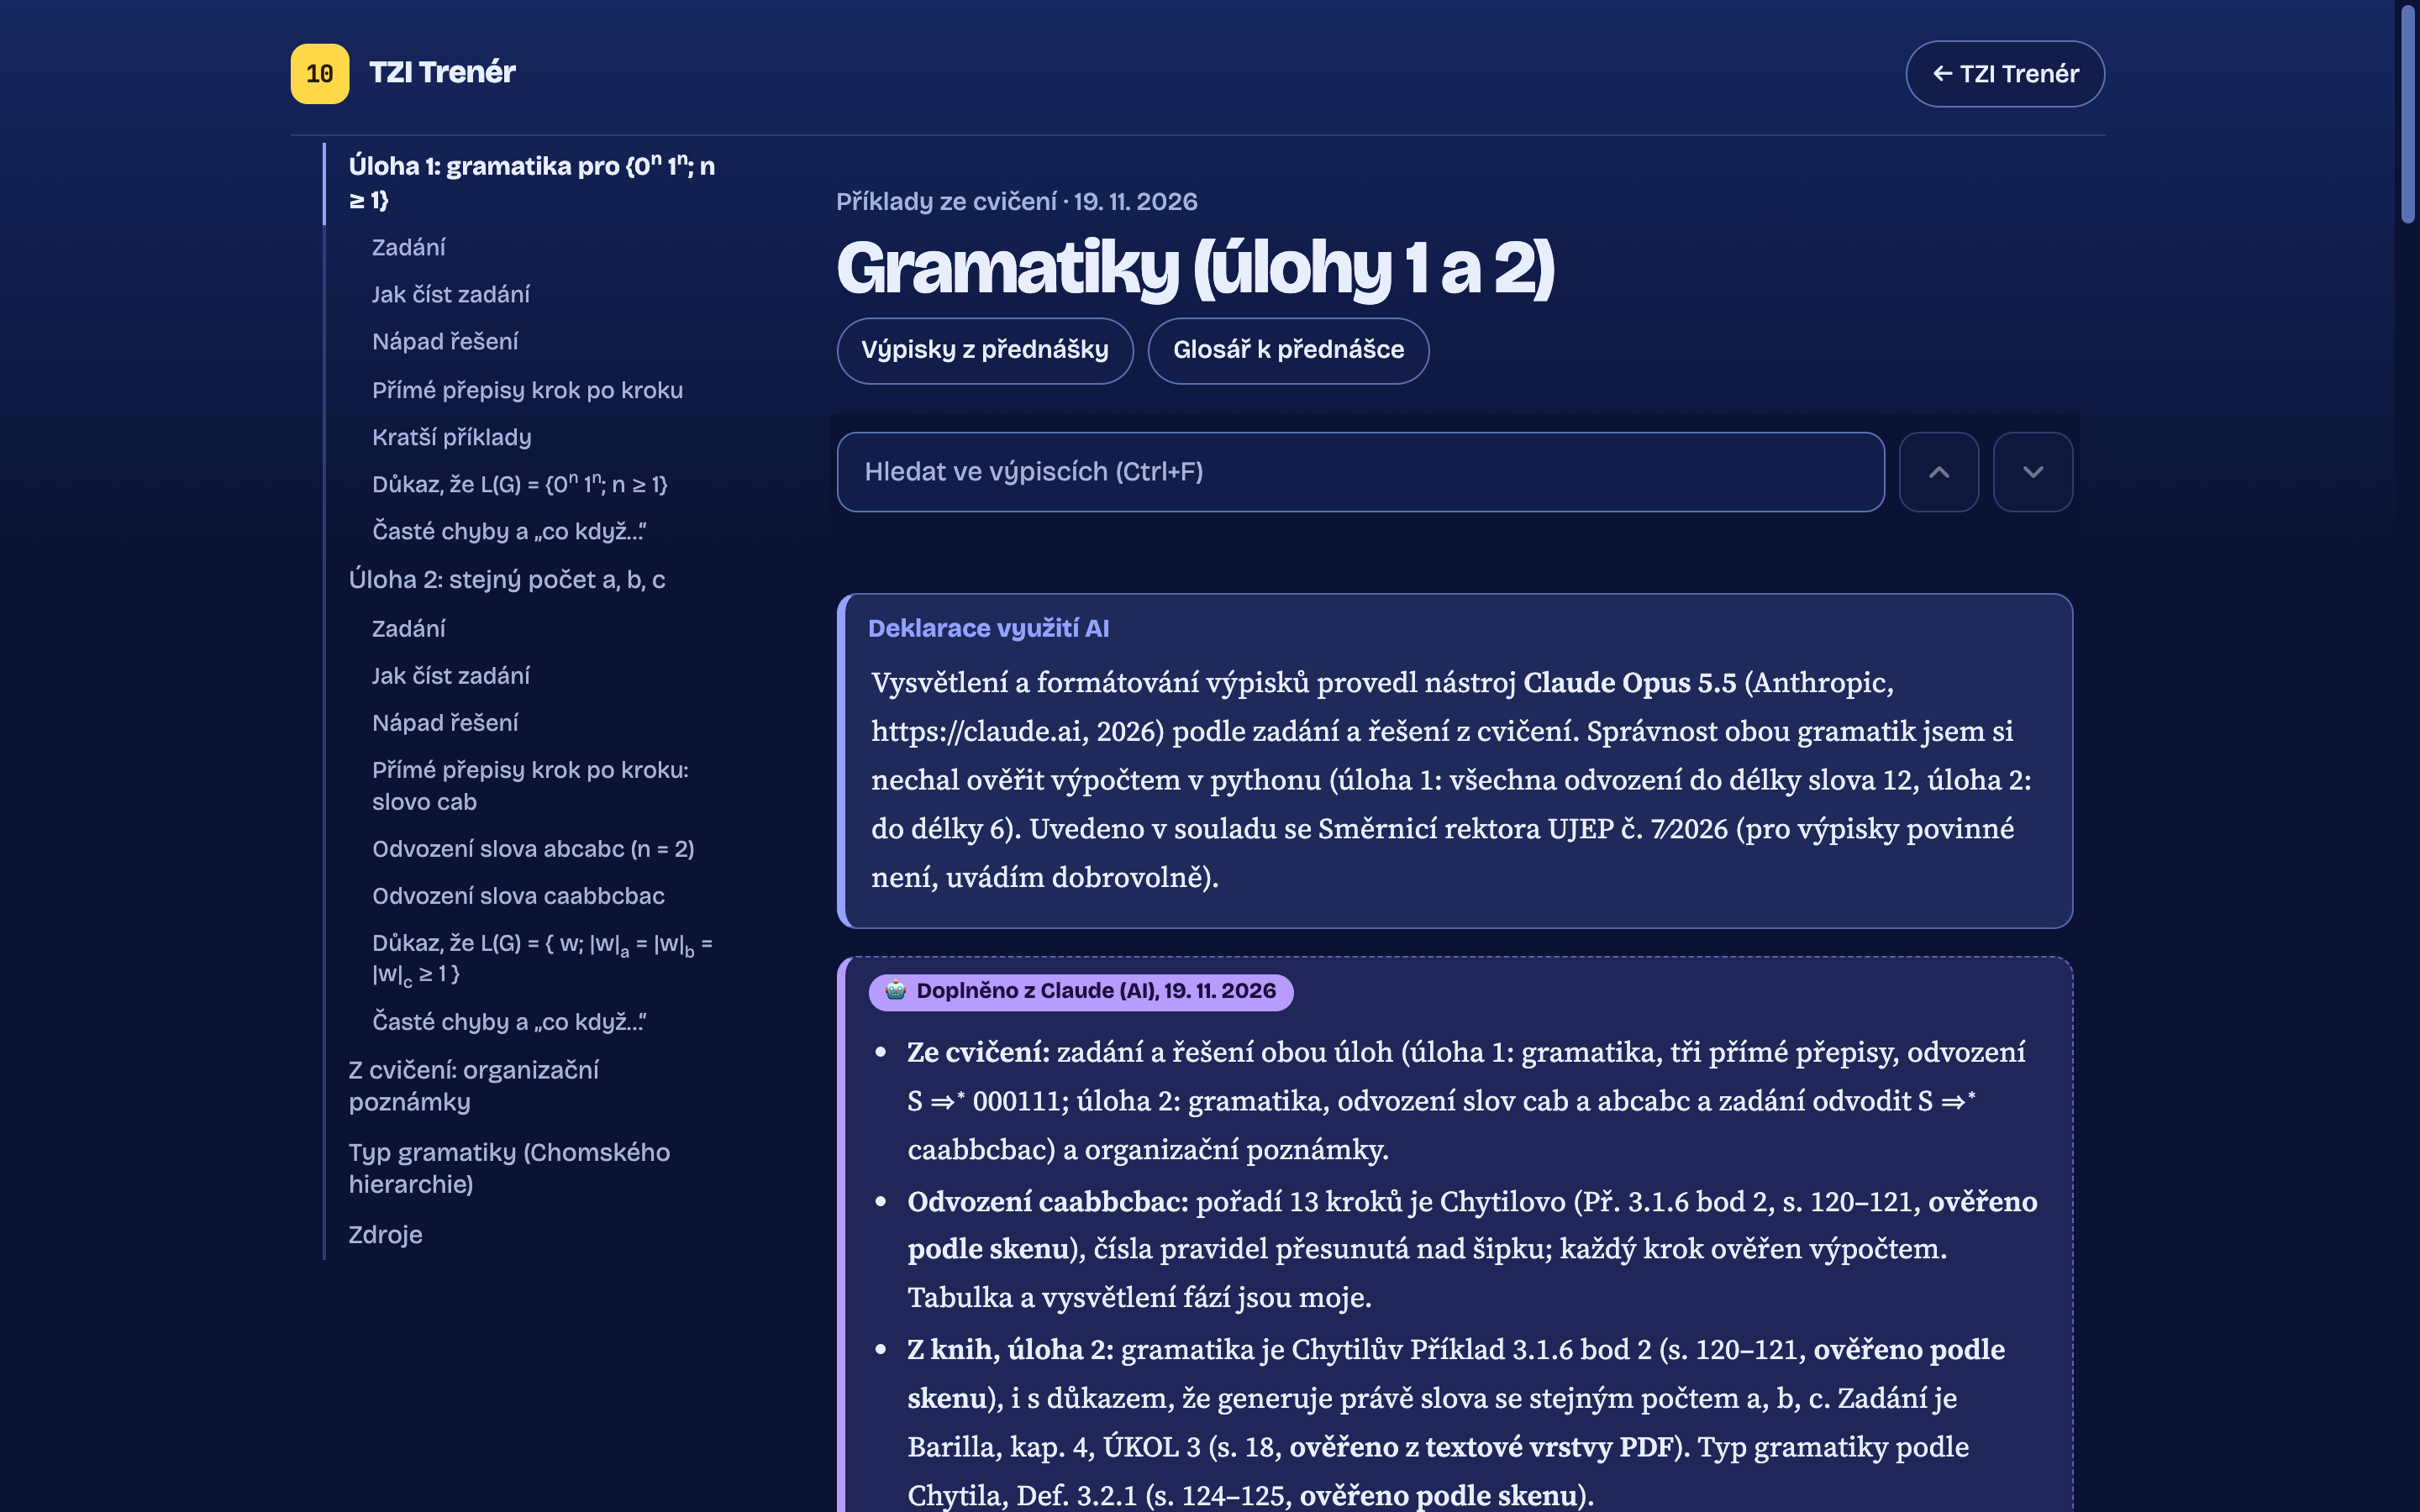 10 TZI Trenér
← TZI Trenér
Úloha 1: gramatika pro {0ⁿ 1ⁿ; n
≥ 1}
Zadání
Jak číst zadání
Nápad řešení
Přímé přepisy krok po kroku
Kratší příklady
Důkaz, že L(G) = {0ⁿ 1ⁿ; n ≥ 1}
Časté chyby a „co když…“
Úloha 2: stejný počet a, b, c
Zadání
Jak číst zadání
Nápad řešení
Přímé přepisy krok po kroku:
slovo cab
Odvození slova abcabc (n = 2)
Odvození slova caabbcbac
Důkaz, že L(G) = { w; |w|a = |w|b =
|w|c ≥ 1 }
Časté chyby a „co když…“
Z cvičení: organizační
poznámky
Typ gramatiky (Chomského
hierarchie)
Zdroje
Příklady ze cvičení · 19. 11. 2026
Gramatiky (úlohy 1 a 2)
Výpisky z přednášky
Glosář k přednášce
Hledat ve výpiscích (Ctrl+F)
Deklarace využití AI
Vysvětlení a formátování výpisků provedl nástroj Claude Opus 5.5 (Anthropic,
https://claude.ai, 2026) podle zadání a řešení z cvičení. Správnost obou gramatik jsem si
nechal ověřit výpočtem v pythonu (úloha 1: všechna odvození do délky slova 12, úloha 2:
do délky 6). Uvedeno v souladu se Směrnicí rektora UJEP č. 7/2026 (pro výpisky povinné
není, uvádím dobrovolně).
🤖 Doplněno z Claude (AI), 19. 11. 2026
• Ze cvičení: zadání a řešení obou úloh (úloha 1: gramatika, tři přímé přepisy, odvození
S ⇒* 000111; úloha 2: gramatika, odvození slov cab a abcabc a zadání odvodit S ⇒*
caabbcbac) a organizační poznámky.
• Odvození caabbcbac: pořadí 13 kroků je Chytilovo (Př. 3.1.6 bod 2, s. 120–121, ověřeno
podle skenu), čísla pravidel přesunutá nad šipku; každý krok ověřen výpočtem.
Tabulka a vysvětlení fází jsou moje.
• Z knih, úloha 2: gramatika je Chytilův Příklad 3.1.6 bod 2 (s. 120–121, ověřeno podle
skenu), i s důkazem, že generuje právě slova se stejným počtem a, b, c. Zadání je
Barilla, kap. 4, ÚKOL 3 (s. 18, ověřeno z textové vrstvy PDF). Typ gramatiky podle
Chytila, Def. 3.2.1 (s. 124–125, ověřeno podle skenu).